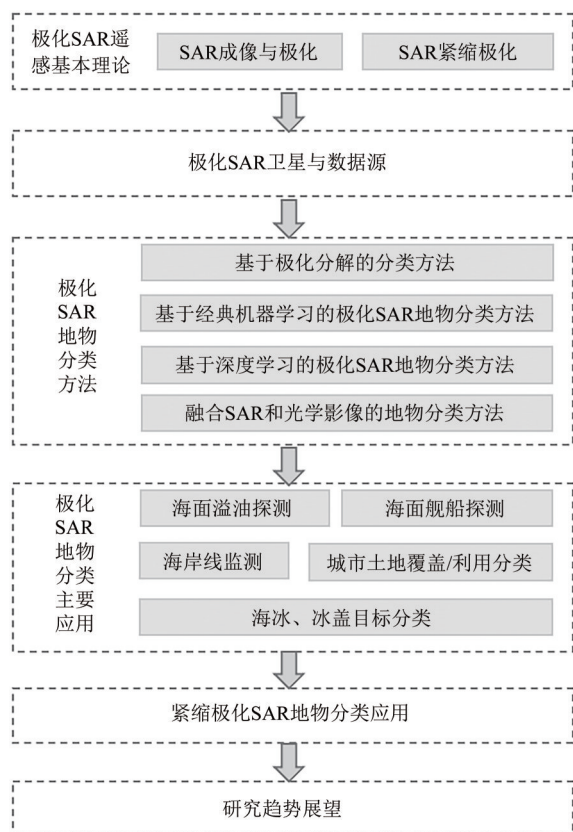 极化SAR遥
感基本理论
SAR成像与极化
SAR紧缩极化
极化SAR卫星与数据源
极化
SAR
地物
分类
方法
基于极化分解的分类方法
基于经典机器学习的极化SAR地物分类方法
基于深度学习的极化SAR地物分类方法
融合SAR和光学影像的地物分类方法
极化
SAR
地物
分类
主要
应用
海面溢油探测
海面舰船探测
海岸线监测
城市土地覆盖/利用分类
海冰、冰盖目标分类
紧缩极化SAR地物分类应用
研究趋势展望